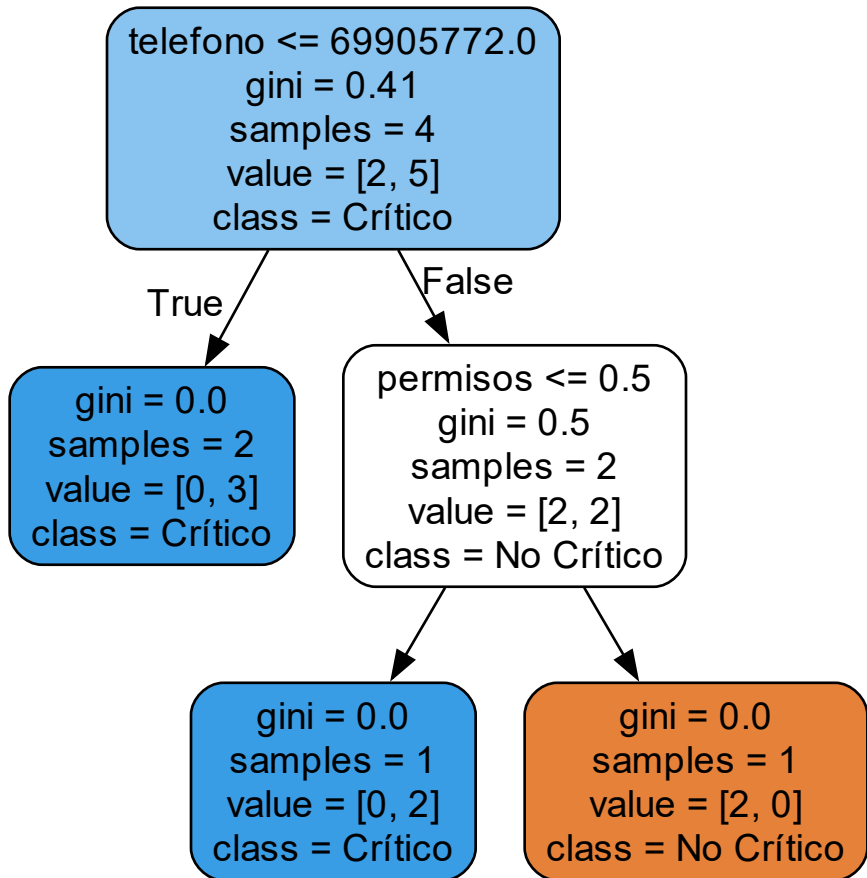 telefono <= 69905772.0
gini = 0.41
samples = 4
value = [2, 5]
class = Crítico
True
False
gini = 0.0
samples = 2
value = [0, 3]
class = Crítico
permisos <= 0.5
gini = 0.5
samples = 2
value = [2, 2]
class = No Crítico
gini = 0.0
samples = 1
value = [0, 2]
class = Crítico
gini = 0.0
samples = 1
value = [2, 0]
class = No Crítico